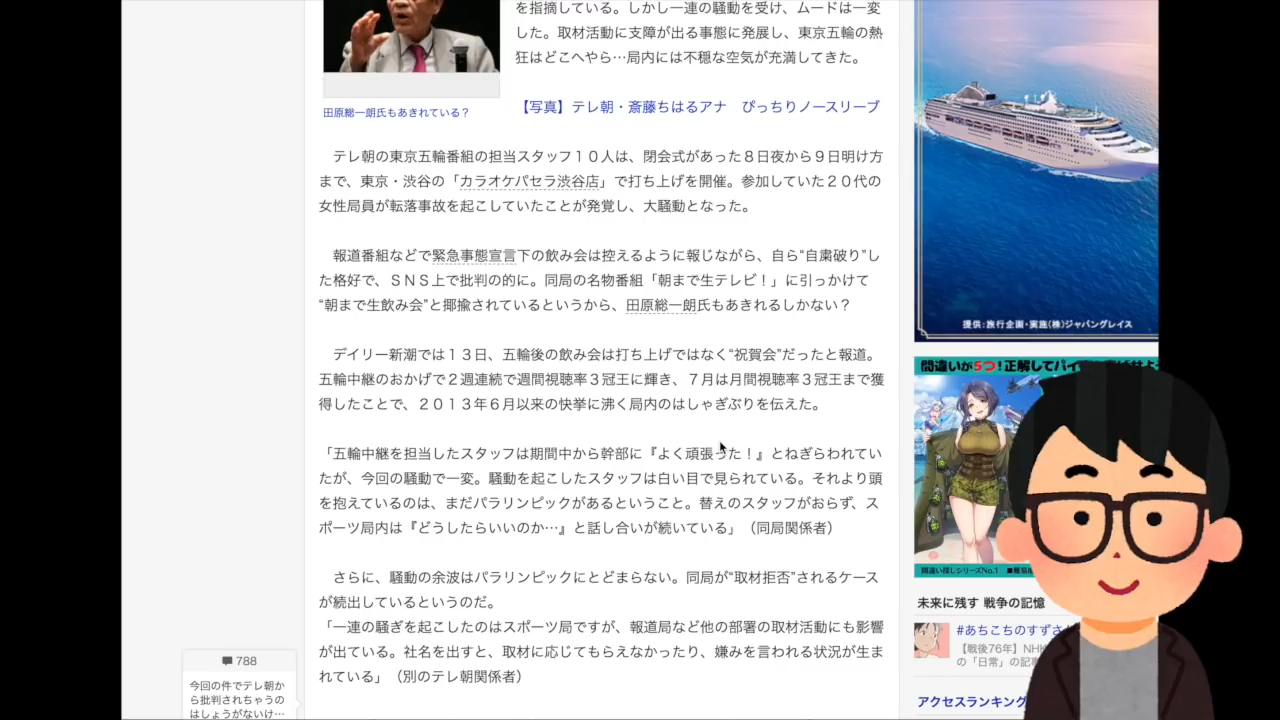 を指摘している。しかし一連の騒動を受け、ムードは一変
した。取材活動に支障が出る事態に発展し、東京五輪の熱
狂はどこへやら…局内には不穏な空気が充満してきた。
田原総一朗氏もあきれている？
【写真】テレ朝・斎藤ちはるアナ　ぴっちりノースリーブ
テレ朝の東京五輪番組の担当スタッフ１０人は、閉会式があった８日夜から９日明け方
まで、東京・渋谷の「カラオケパセラ渋谷店」で打ち上げを開催。参加していた２０代の
女性局員が転落事故を起こしていたことが発覚し、大騒動となった。
報道番組などで緊急事態宣言下の飲み会は控えるように報じながら、自ら“自粛破り”し
た格好で、ＳＮＳ上で批判の的に。同局の名物番組「朝まで生テレビ！」に引っかけて
“朝まで生飲み会”と揶揄されているというから、田原総一朗氏もあきれるしかない？
デイリー新潮では１３日、五輪後の飲み会は打ち上げではなく“祝賀会”だったと報道。
五輪中継のおかげで２週連続で週間視聴率３冠王に輝き、７月は月間視聴率３冠王まで獲
得したことで、２０１３年６月以来の快挙に沸く局内のはしゃぎぶりを伝えた。
「五輪中継を担当したスタッフは期間中から幹部に『よく頑張った！』とねぎらわれてい
たが、今回の騒動で一変。騒動を起こしたスタッフは白い目で見られている。それより頭
を抱えているのは、まだパラリンピックがあるということ。替えのスタッフがおらず、ス
ポーツ局内は『どうしたらいいのか…』と話し合いが続いている」（同局関係者）
さらに、騒動の余波はパラリンピックにとどまらない。同局が“取材拒否”されるケース
が続出しているというのだ。
「一連の騒ぎを起こしたのはスポーツ局ですが、報道局など他の部署の取材活動にも影響
が出ている。社名を出すと、取材に応じてもらえなかったり、嫌みを言われる状況が生ま
れている」（別のテレ朝関係者）
788
今回の件でテレ朝か
ら批判されちゃうの
はしょうがないけ…
提供：旅行企画・実施(株)ジャパングレイス
間違いが5つ！正解してパイ
間違い探しシリーズNo.1
未来に残す 戦争の記憶
#あちこちのすずさ
【戦後76年】NH
の「日常」の記
アクセスランキング